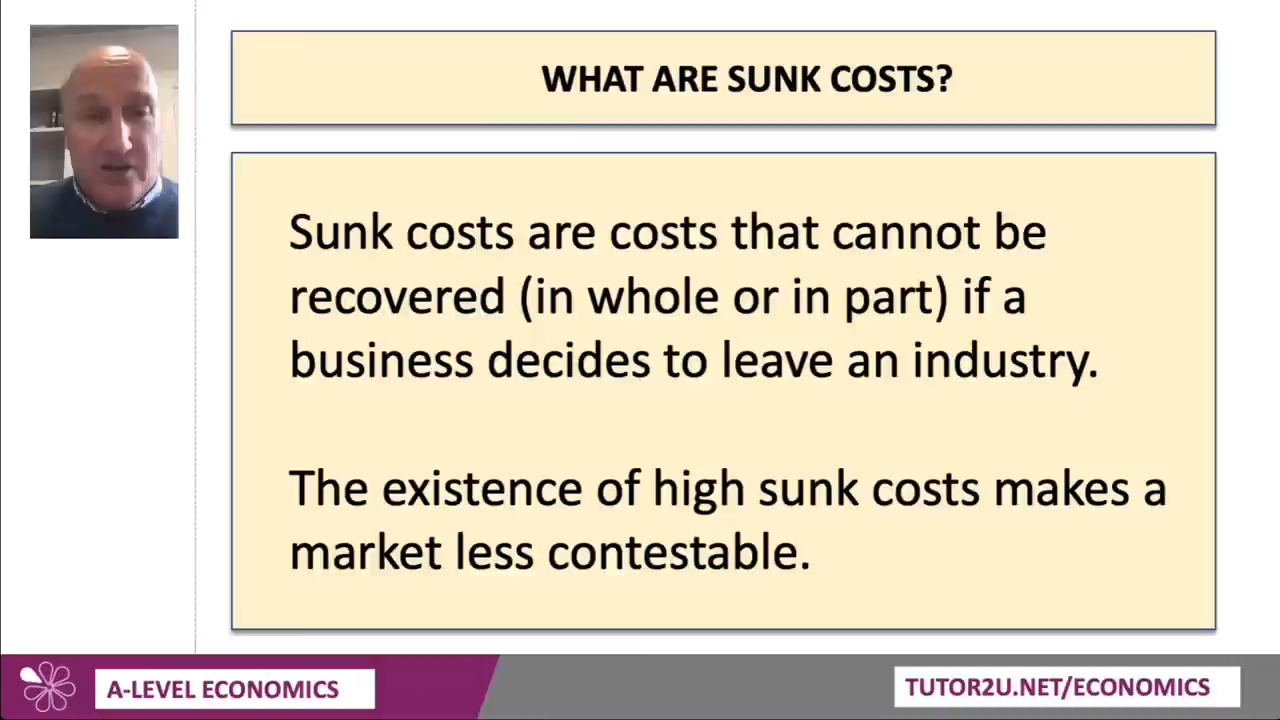 WHAT ARE SUNK COSTS?
Sunk costs are costs that cannot be
recovered (in whole or in part) if a
business decides to leave an industry.
The existence of high sunk costs makes a
market less contestable.
A-LEVEL ECONOMICS
TUTOR2U.NET/ECONOMICS